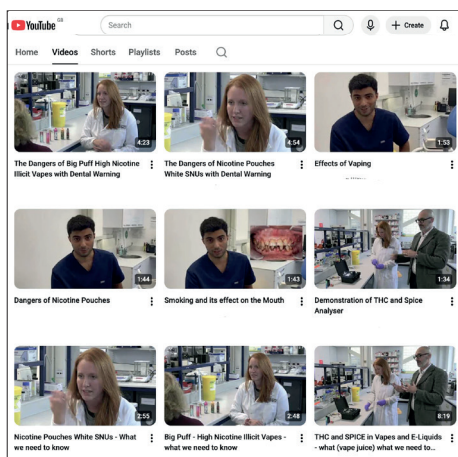 YouTube GB
Search
+ Create
Home Videos Shorts Playlists Posts
4:23
4:54
1:53
The Dangers of Big Puff High Nicotine
Illicit Vapes with Dental Warning
The Dangers of Nicotine Pouches
White SNUs with Dental Warning
Effects of Vaping
1:44
1:43
1:34
Dangers of Nicotine Pouches
Smoking and its effect on the Mouth
Demonstration of THC and Spice
Analyser
2:55
2:48
8:19
Nicotine Pouches White SNUs - What
we need to know
Big Puff - High Nicotine Illicit Vapes -
what we need to know
THC and SPICE in Vapes and E-Liquids
- what (vape juice) what we need to...